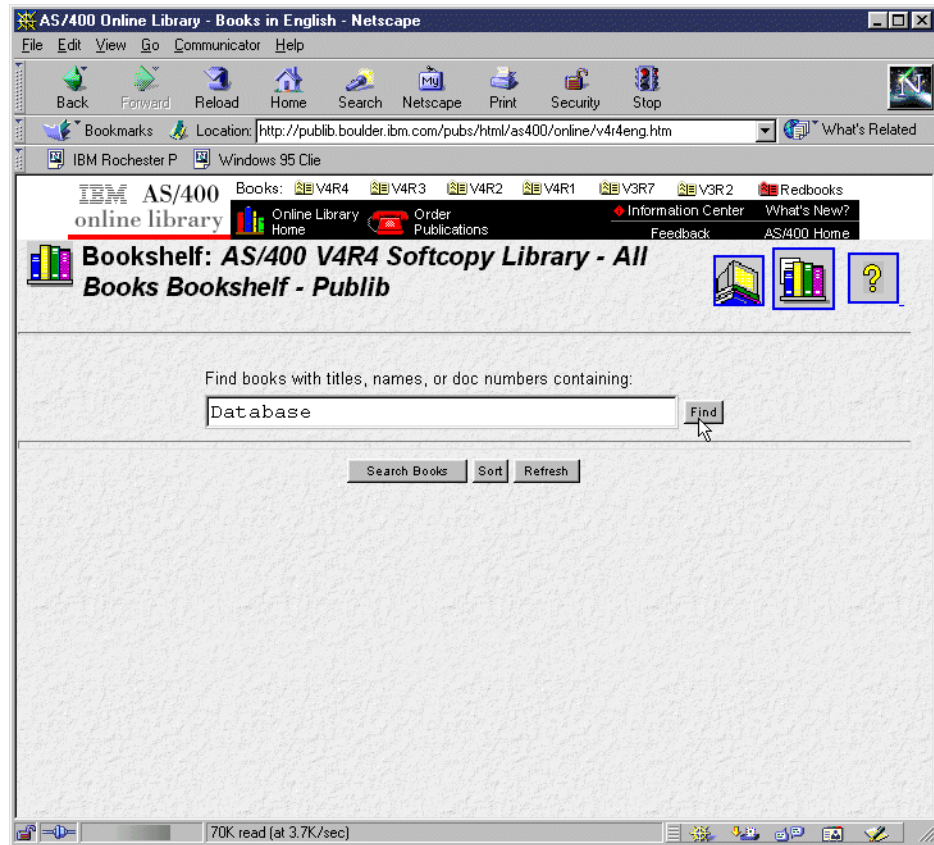 AS/400 Online Library - Books in English - Netscape
File Edit View Go Communicator Help
My
N
Back Forward Reload Home Search Netscape Print Security Stop
Bookmarks Location: http://publib.boulder.ibm.com/pubs/html/as400/online/v4r4eng.htm What's Related
IBM Rochester P Windows 95 Clie
IBM AS/400 online library
Books: V4R4 V4R3 V4R2 V4R1 V3R7 V3R2 Redbooks
Online Library Home Order Publications Information Center What's New?
Feedback AS/400 Home
Bookshelf: AS/400 V4R4 Softcopy Library - All
Books Bookshelf - Publib
?
Find books with titles, names, or doc numbers containing:
Database Find
Search Books Sort Refresh
70K read (at 3.7K/sec)